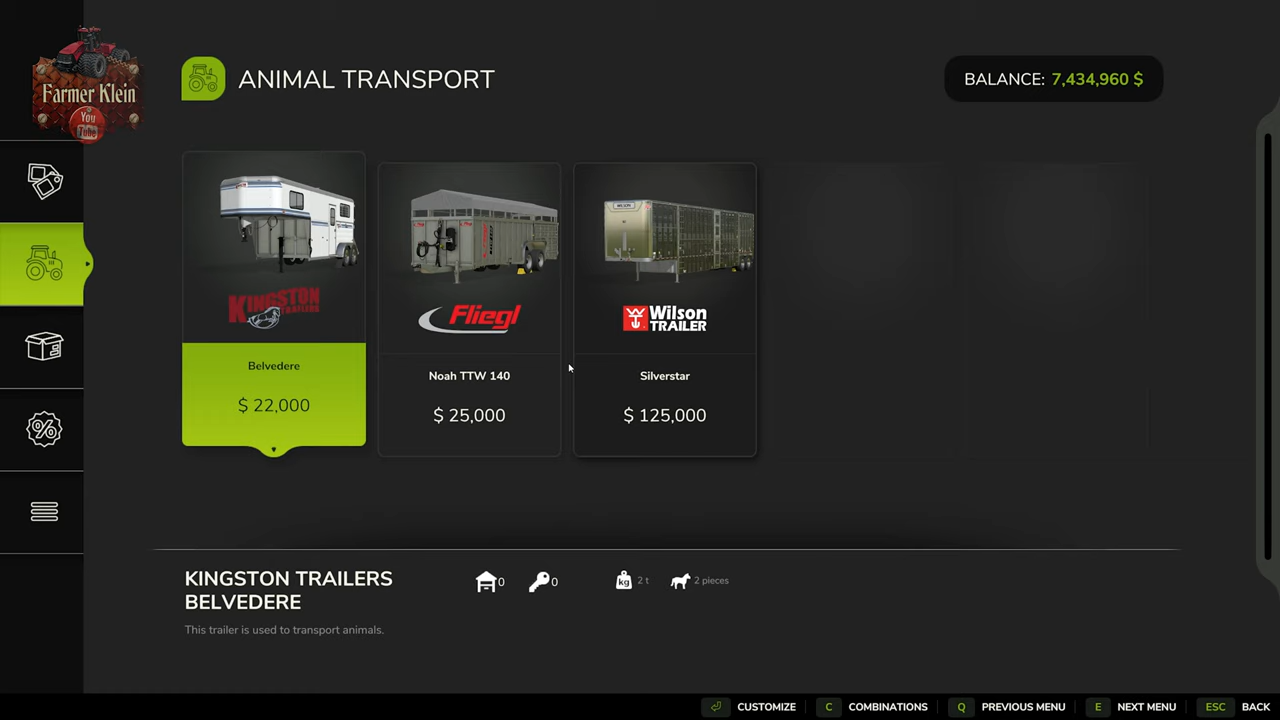 Farmer Klein
You
Tube
ANIMAL TRANSPORT
BALANCE: 7,434,960 $
KINGSTON
TRAILERS
Belvedere
$ 22,000
Fliegl
Noah TTW 140
$ 25,000
WILSON
Wilson
TRAILER
Silverstar
$ 125,000
KINGSTON TRAILERS
BELVEDERE
0
0
kg 2 t
2 pieces
This trailer is used to transport animals.
CUSTOMIZE
C COMBINATIONS
Q PREVIOUS MENU
E NEXT MENU
ESC BACK